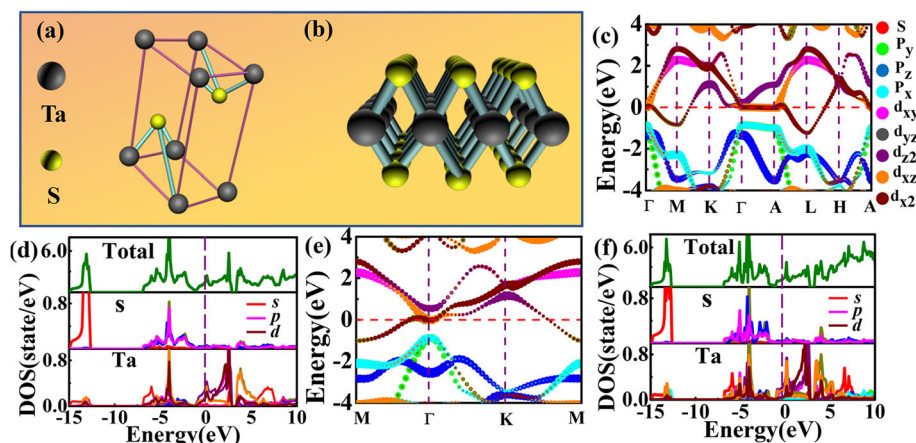 (a)
Ta
S
(b)
(c)
Energy(eV)
4
2
0
-2
-4
Γ M K Γ A L H A
S
Py
Pz
Px
dxy
dyz
dz2
dxz
dx2
(d)
DOS(state/eV)
6.0
Total
0.8
s
s
p
d
0.8
Ta
0.0
-15 -10 -5 0 5 10
Energy(eV)
(e)
Energy(eV)
4
2
0
-2
-4
M Γ K M
(f)
DOS(state/eV)
6.0
Total
0.8
s
s
p
d
0.8
Ta
0.0
-15 -10 -5 0 5 10
Energy(eV)